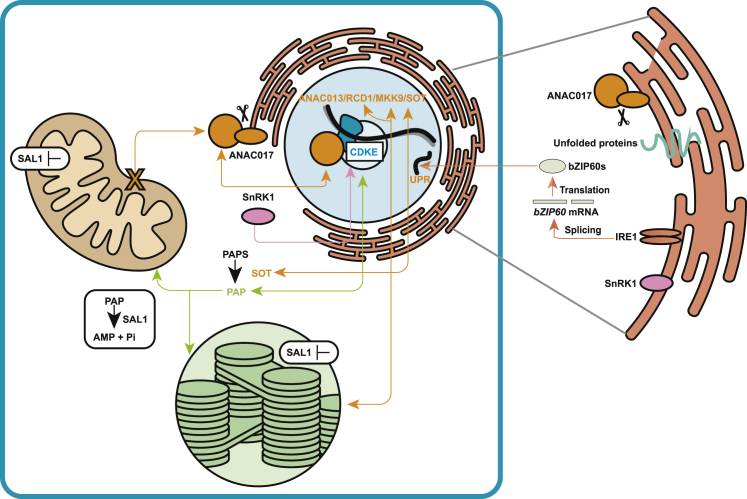 ANAC013/RCD1/MKK9/SOT
ANAC017
SAL1
ANAC017
Unfolded proteins
CDKE
bZIP60s
UPR
Translation
SnRK1
bZIP60 mRNA
Splicing
IRE1
PAPS
SOT
SnRK1
PAP
PAP
SAL1
AMP + Pi
SAL1
X